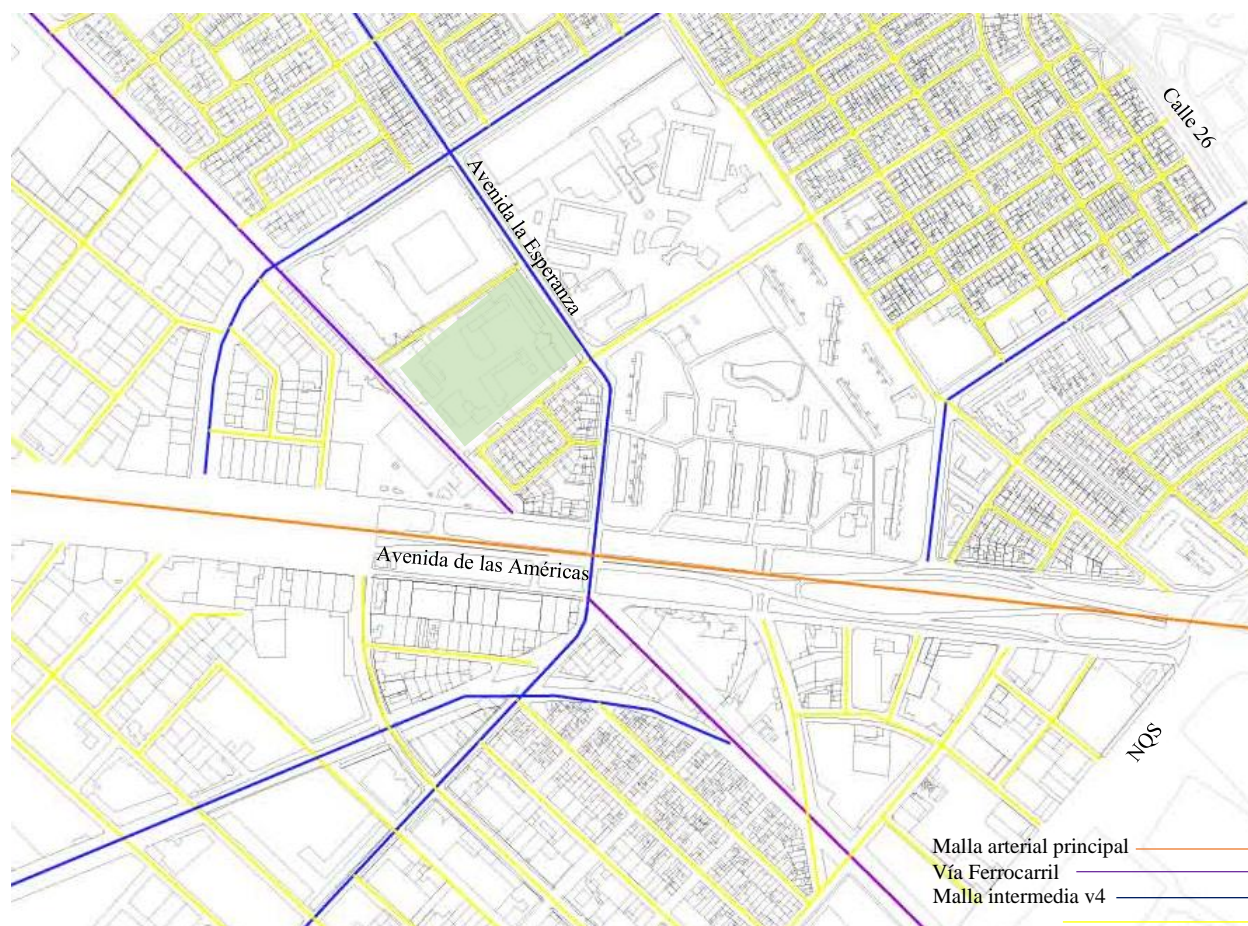 Calle 26
Avenida la Esperanza
Avenida de las Américas
NQS
Malla arterial principal
Vía Ferrocarril
Malla intermedia v4